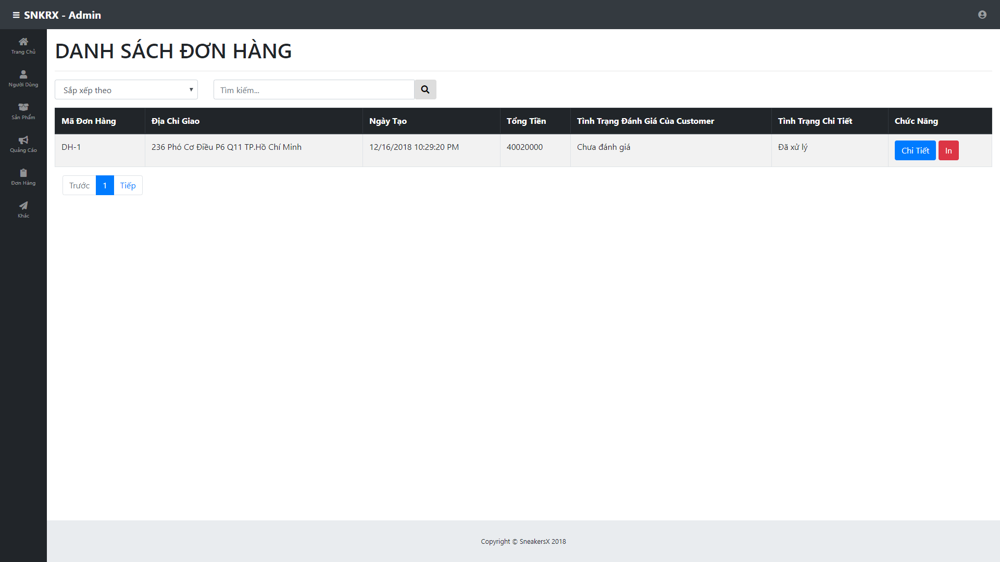 SNKRX - Admin
Trang Chủ
Người Dùng
Sản Phẩm
Quảng Cáo
Đơn Hàng
Khác
DANH SÁCH ĐƠN HÀNG
Sắp xếp theo
Tìm kiếm...
Mã Đơn Hàng Địa Chỉ Giao Ngày Tạo Tổng Tiền Tình Trạng Đánh Giá Của Customer Tình Trạng Chi Tiết Chức Năng
DH-1 236 Phó Cơ Điều P6 Q11 TP.Hồ Chí Minh 12/16/2018 10:29:20 PM 40020000 Chưa đánh giá Đã xử lý Chi Tiết In
Trước 1 Tiếp
Copyright © SneakersX 2018